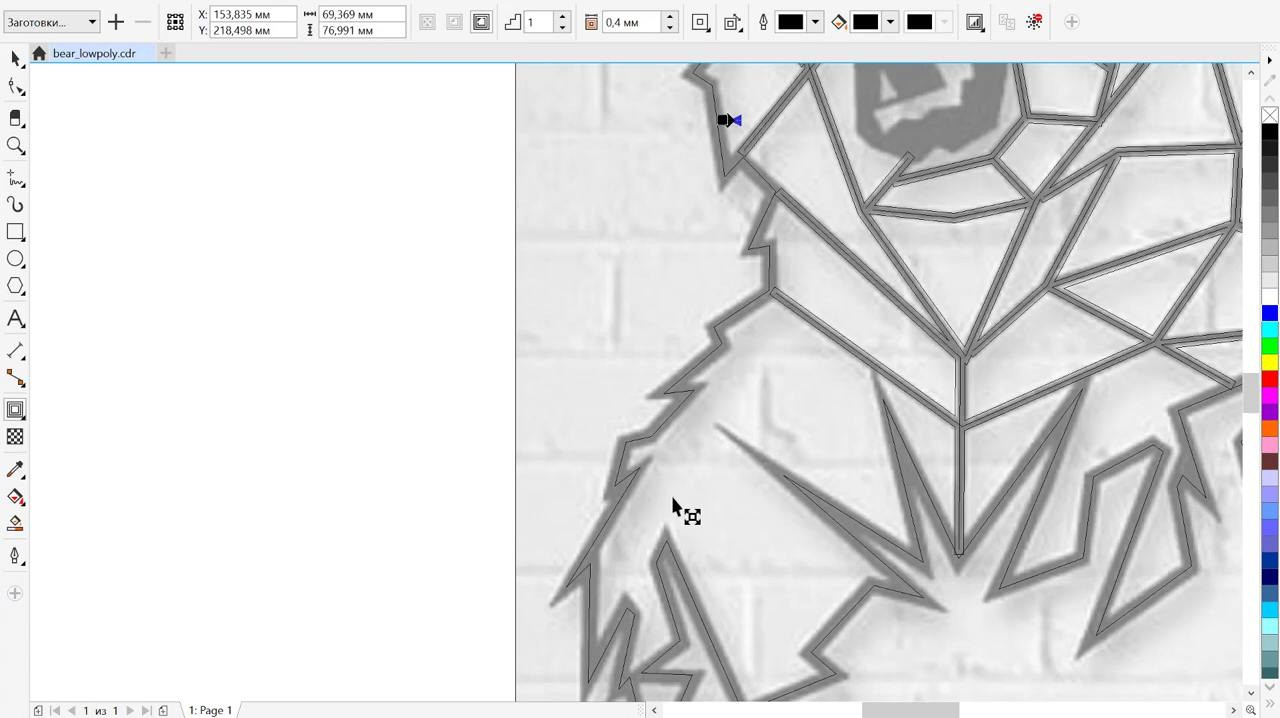 Заготовки...
X: 153,835 мм
Y: 218,498 мм
69,369 мм
76,991 мм
1
0,4 мм
bear_lowpoly.cdr
1 из 1
1: Page 1